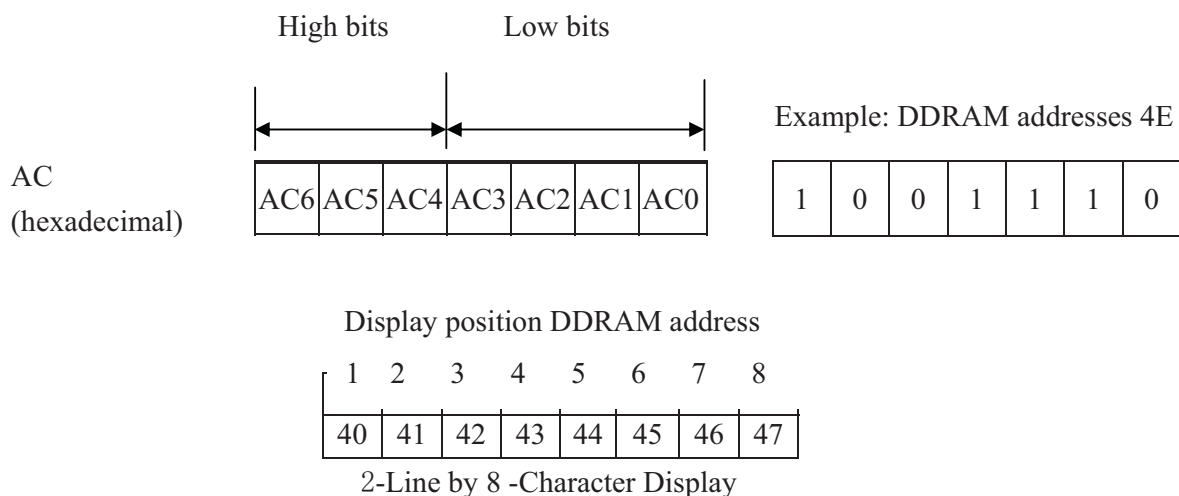 High bits Low bits
Example: DDRAM addresses 4E
AC
(hexadecimal)
AC6 AC5 AC4 AC3 AC2 AC1 AC0
1 0 0 1 1 1 0
Display position DDRAM address
1 2 3 4 5 6 7 8
40 41 42 43 44 45 46 47
2-Line by 8 -Character Display